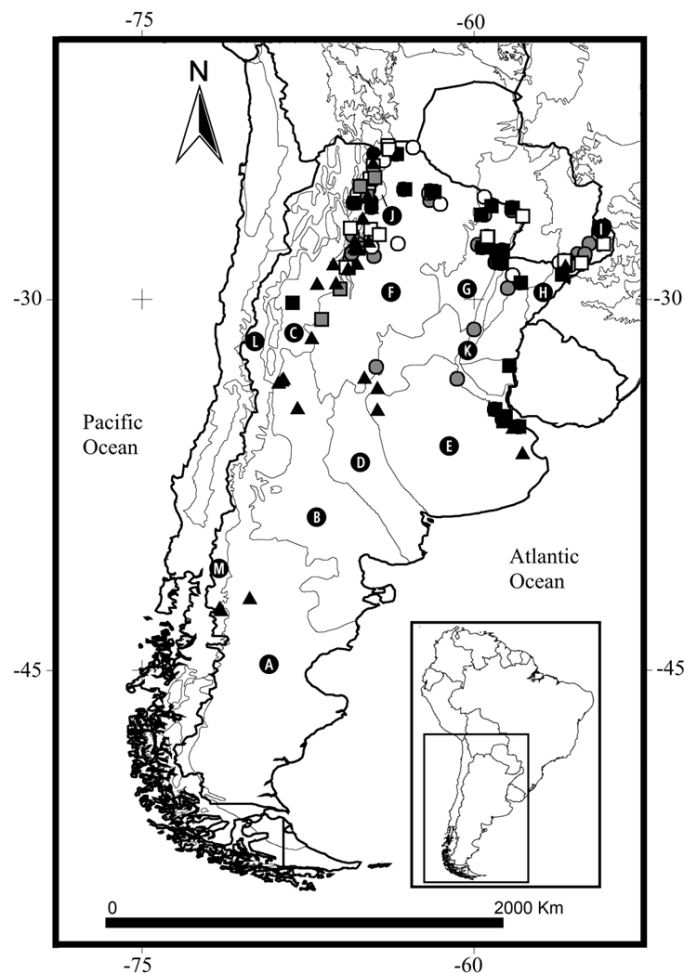 -75 -60
N
J
I
-30 F G H -30
L C
K
Pacific
Ocean
E
D
B
Atlantic
Ocean
M
A
-45 -45
0 2000 Km
-75 -60